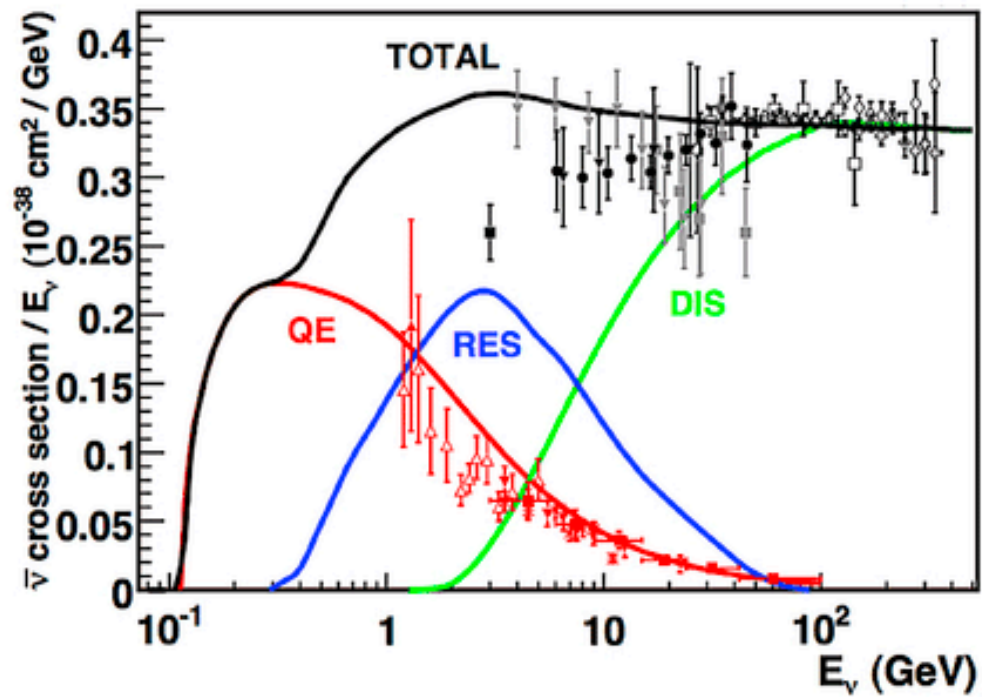 ν̅ cross section / Eν (10⁻³⁸ cm² / GeV)
0.4
0.35
0.3
0.25
0.2
0.15
0.1
0.05
0
TOTAL
QE
RES
DIS
10⁻¹ 1 10 10²
Eν (GeV)